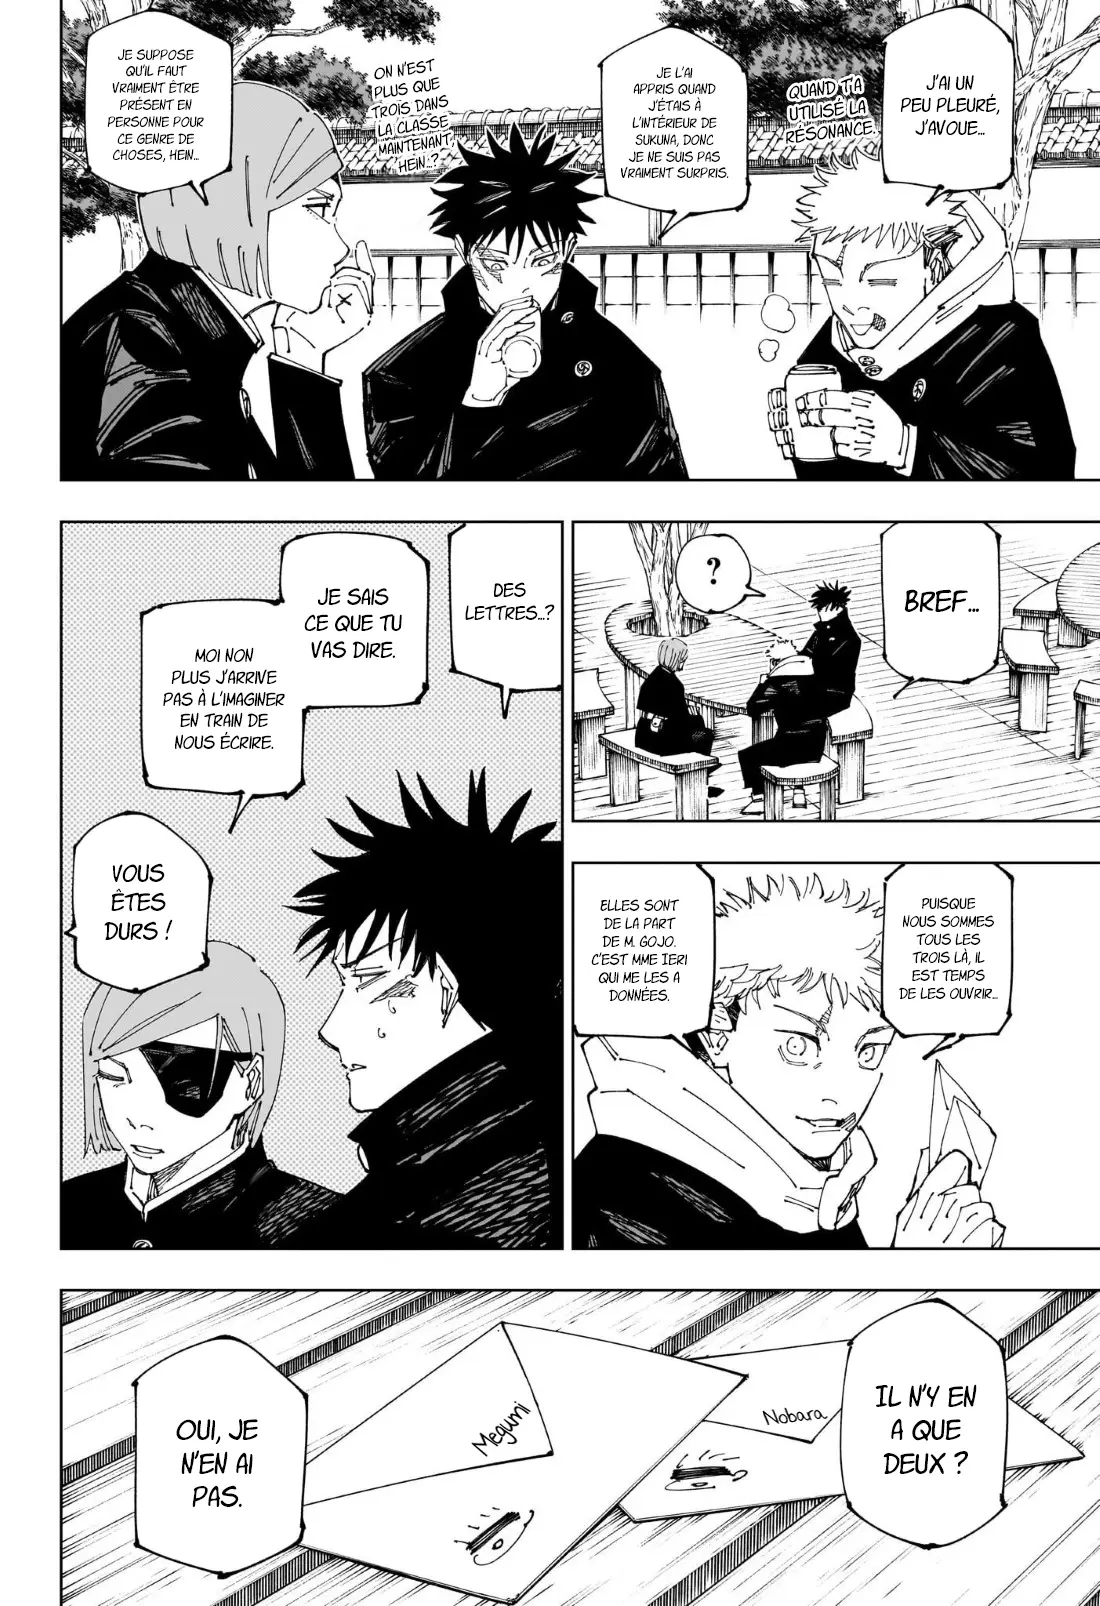 J'AI UN
PEU PLEURÉ,
J'AVOUE...
QUAND T'A
UTILISÉ LA
RÉSONANCE.
JE L'AI
APPRIS QUAND
J'ÉTAIS À
L'INTÉRIEUR DE
SUKUNA, DONC
JE NE SUIS PAS
VRAIMENT SURPRIS.
ON N'EST
PLUS QUE
TROIS DANS
LA CLASSE
MAINTENANT,
HEIN..?
JE SUPPOSE
QU'IL FAUT
VRAIMENT ÊTRE
PRÉSENT EN
PERSONNE POUR
CE GENRE DE
CHOSES, HEIN...
BREF...
?
PUISQUE
NOUS SOMMES
TOUS LES
TROIS LÀ, IL
EST TEMPS
DE LES OUVRIR...
ELLES SONT
DE LA PART
DE M. GOJO.
C'EST MME IERI
QUI ME LES A
DONNÉES.
DES
LETTRES...?
JE SAIS
CE QUE TU
VAS DIRE.
MOI NON
PLUS J'ARRIVE
PAS À L'IMAGINER
EN TRAIN DE
NOUS ÉCRIRE.
VOUS
ÊTES
DURS !
IL N'Y EN
A QUE
DEUX ?
Nobara
Megumi
OUI, JE
N'EN AI
PAS.